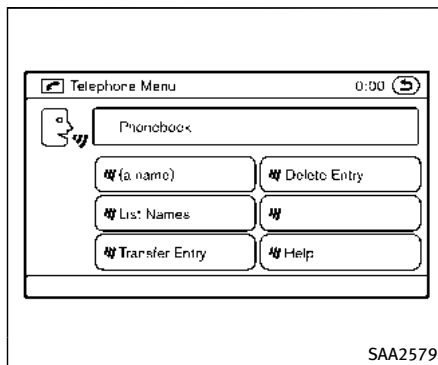 Telephone Menu 0:00
Phonebook
(a name) Delete Entry
List Names
Transfer Entry Help
SAA2579